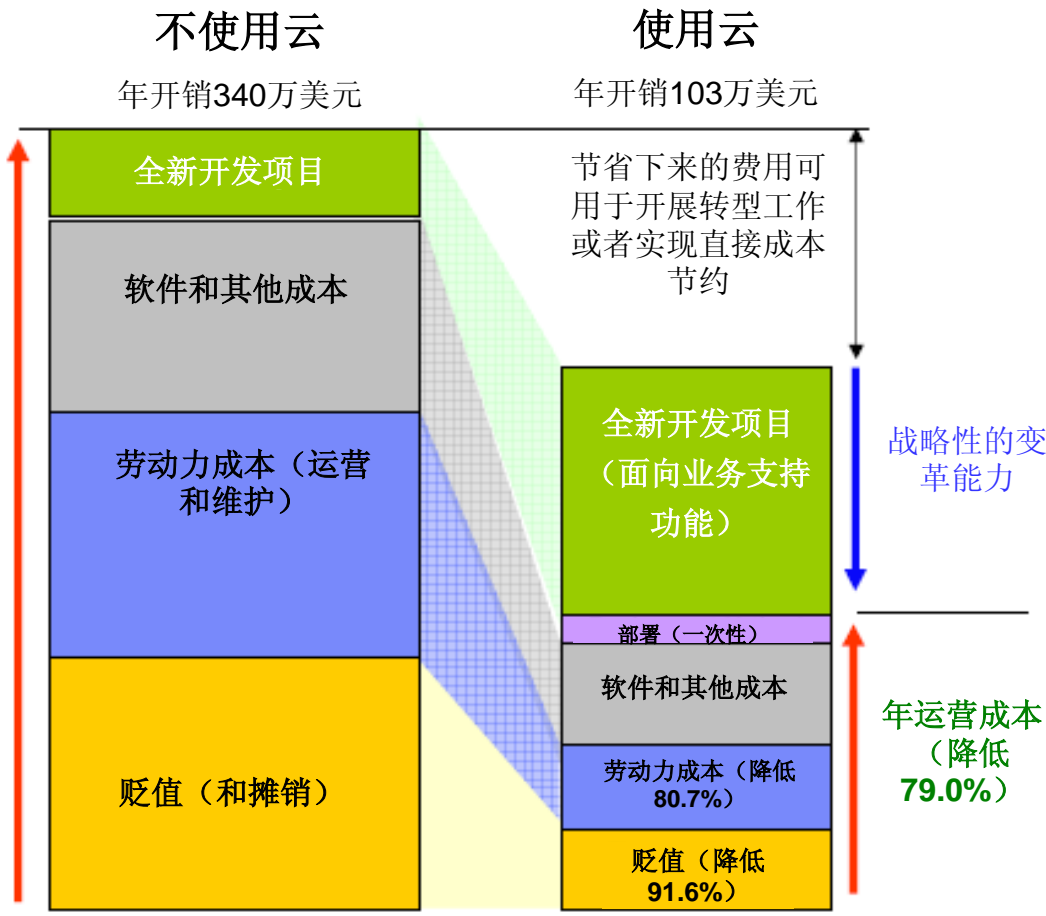 不使用云
年开销340万美元
全新开发项目
软件和其他成本
劳动力成本（运营
和维护）
贬值（和摊销）
使用云
年开销103万美元
节省下来的费用可
用于开展转型工作
或者实现直接成本
节约
全新开发项目
（面向业务支持
功能）
部署（一次性）
软件和其他成本
劳动力成本（降低
80.7%）
贬值（降低
91.6%）
战略性的变
革能力
年运营成本
（降低
79.0%）